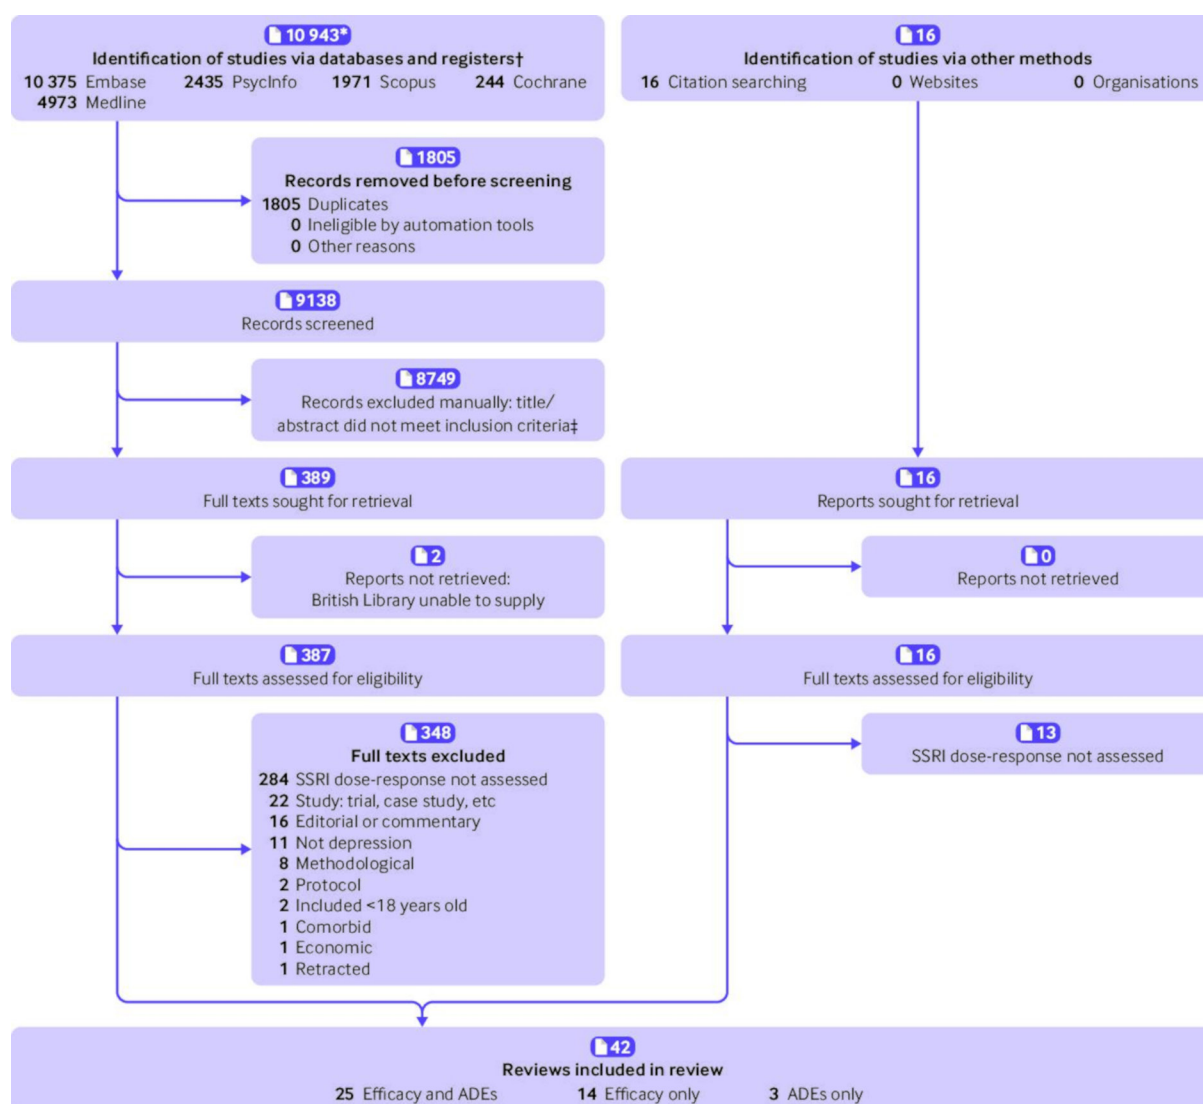 10 943*
Identification of studies via databases and registers†
10 375 Embase 2435 PsycInfo 1971 Scopus 244 Cochrane
4973 Medline
16
Identification of studies via other methods
16 Citation searching 0 Websites 0 Organisations
1805
Records removed before screening
1805 Duplicates
0 Ineligible by automation tools
0 Other reasons
9138
Records screened
8749
Records excluded manually: title/
abstract did not meet inclusion criteria‡
389
Full texts sought for retrieval
16
Reports sought for retrieval
2
Reports not retrieved:
British Library unable to supply
0
Reports not retrieved
387
Full texts assessed for eligibility
16
Full texts assessed for eligibility
348
Full texts excluded
284 SSRI dose-response not assessed
22 Study: trial, case study, etc
16 Editorial or commentary
11 Not depression
8 Methodological
2 Protocol
2 Included <18 years old
1 Comorbid
1 Economic
1 Retracted
13
SSRI dose-response not assessed
42
Reviews included in review
25 Efficacy and ADEs 14 Efficacy only 3 ADEs only